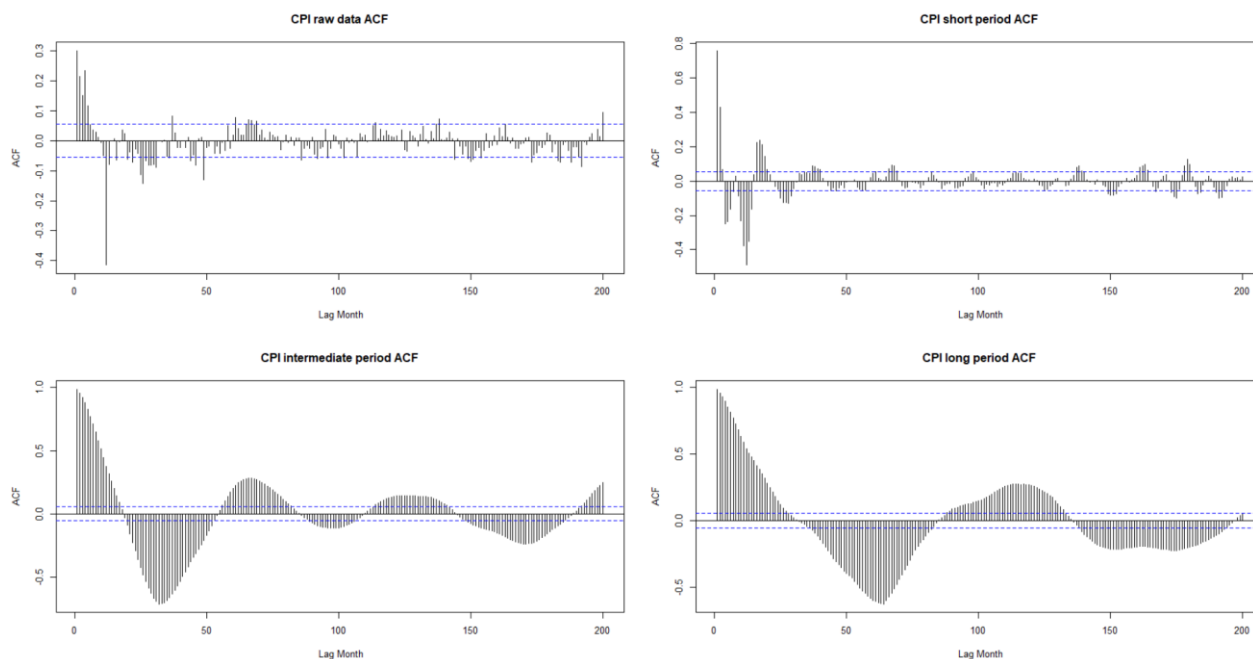 CPI raw data ACF
ACF
0.3
0.2
0.1
0.0
-0.1
-0.2
-0.3
-0.4
0 50 100 150 200
Lag Month
CPI short period ACF
ACF
0.8
0.6
0.4
0.2
0.0
-0.2
-0.4
0 50 100 150 200
Lag Month
CPI intermediate period ACF
ACF
1.0
0.5
0.0
-0.5
0 50 100 150 200
Lag Month
CPI long period ACF
ACF
1.0
0.5
0.0
-0.5
0 50 100 150 200
Lag Month